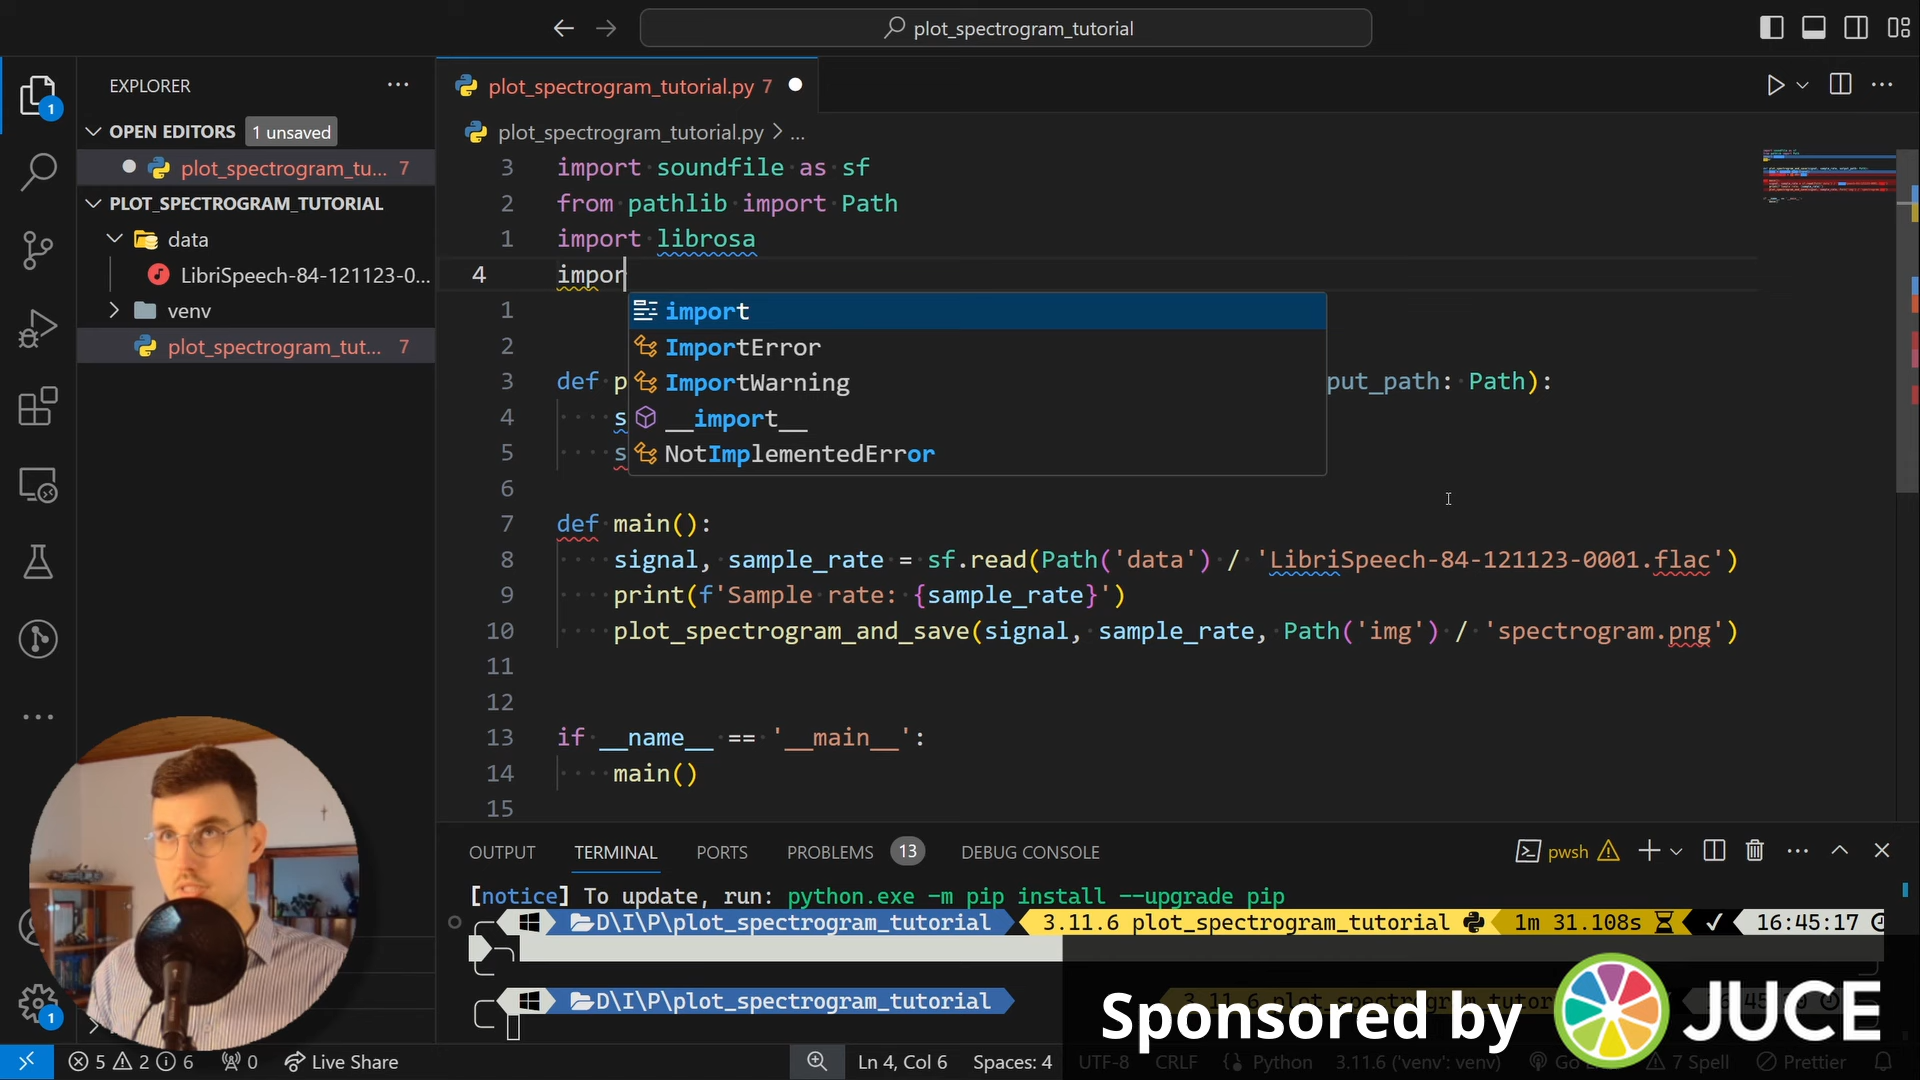 plot_spectrogram_tutorial
EXPLORER
OPEN EDITORS 1 unsaved
plot_spectrogram_tu... 7
PLOT_SPECTROGRAM_TUTORIAL
data
LibriSpeech-84-121123-0...
venv
plot_spectrogram_tut... 7
1
1
plot_spectrogram_tutorial.py 7
plot_spectrogram_tutorial.py > ...
3 import soundfile as sf
2 from pathlib import Path
1 import librosa
4 impor
1 import
2 ImportError
ImportWarning
3 def p put_path: Path):
4 s __import__
5 s NotImplementedError
6
7 def main():
8 signal, sample_rate = sf.read(Path('data') / 'LibriSpeech-84-121123-0001.flac')
9 print(f'Sample rate: {sample_rate}')
10 plot_spectrogram_and_save(signal, sample_rate, Path('img') / 'spectrogram.png')
11
12
13 if __name__ == '__main__':
14 main()
15
OUTPUT TERMINAL PORTS PROBLEMS 13 DEBUG CONSOLE pwsh
[notice] To update, run: python.exe -m pip install --upgrade pip
D\I\P\plot_spectrogram_tutorial 3.11.6 plot_spectrogram_tutorial 1m 31.108s 16:45:17
D\I\P\plot_spectrogram_tutorial 3.11.6 plot_spectrogram_tutor
Sponsored by JUCE
5 2 6 0 Live Share Ln 4, Col 6 Spaces: 4 UTF-8 CRLF Python 3.11.6 ('venv': venv) Go 7 Spell Prettier